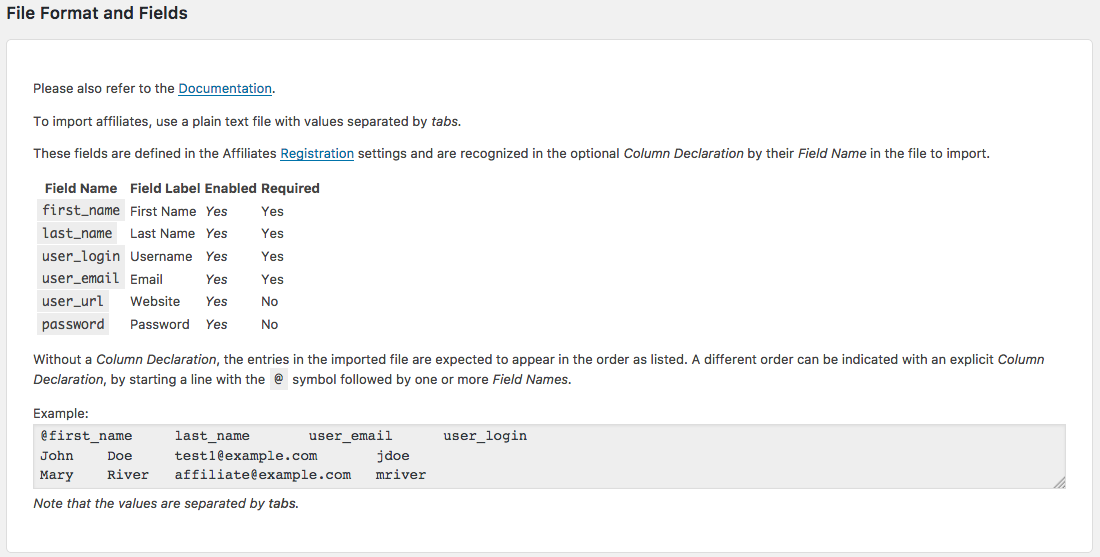 File Format and Fields
Please also refer to the Documentation.
To import affiliates, use a plain text file with values separated by tabs.
These fields are defined in the Affiliates Registration settings and are recognized in the optional Column Declaration by their Field Name in the file to import.
Field Name Field Label Enabled Required
first_name First Name Yes Yes
last_name Last Name Yes Yes
user_login Username Yes Yes
user_email Email Yes Yes
user_url Website Yes No
password Password Yes No
Without a Column Declaration, the entries in the imported file are expected to appear in the order as listed. A different order can be indicated with an explicit Column
Declaration, by starting a line with the @ symbol followed by one or more Field Names.
Example:
@first_name last_name user_email user_login
John Doe test1@example.com jdoe
Mary River affiliate@example.com mriver
Note that the values are separated by tabs.